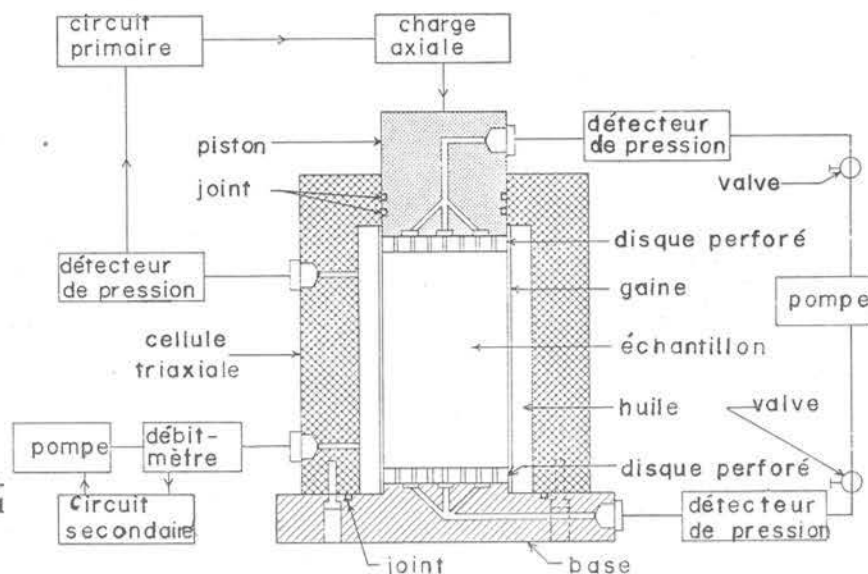 circuit
primaire
charge
axiale
piston
joint
détecteur
de pression
valve
disque perforé
détecteur
de pression
gaine
pompe
cellule
triaxiale
échantillon
huile
valve
pompe
débit-
mètre
disque perforé
circuit
secondaire
détecteur
de pression
joint
base